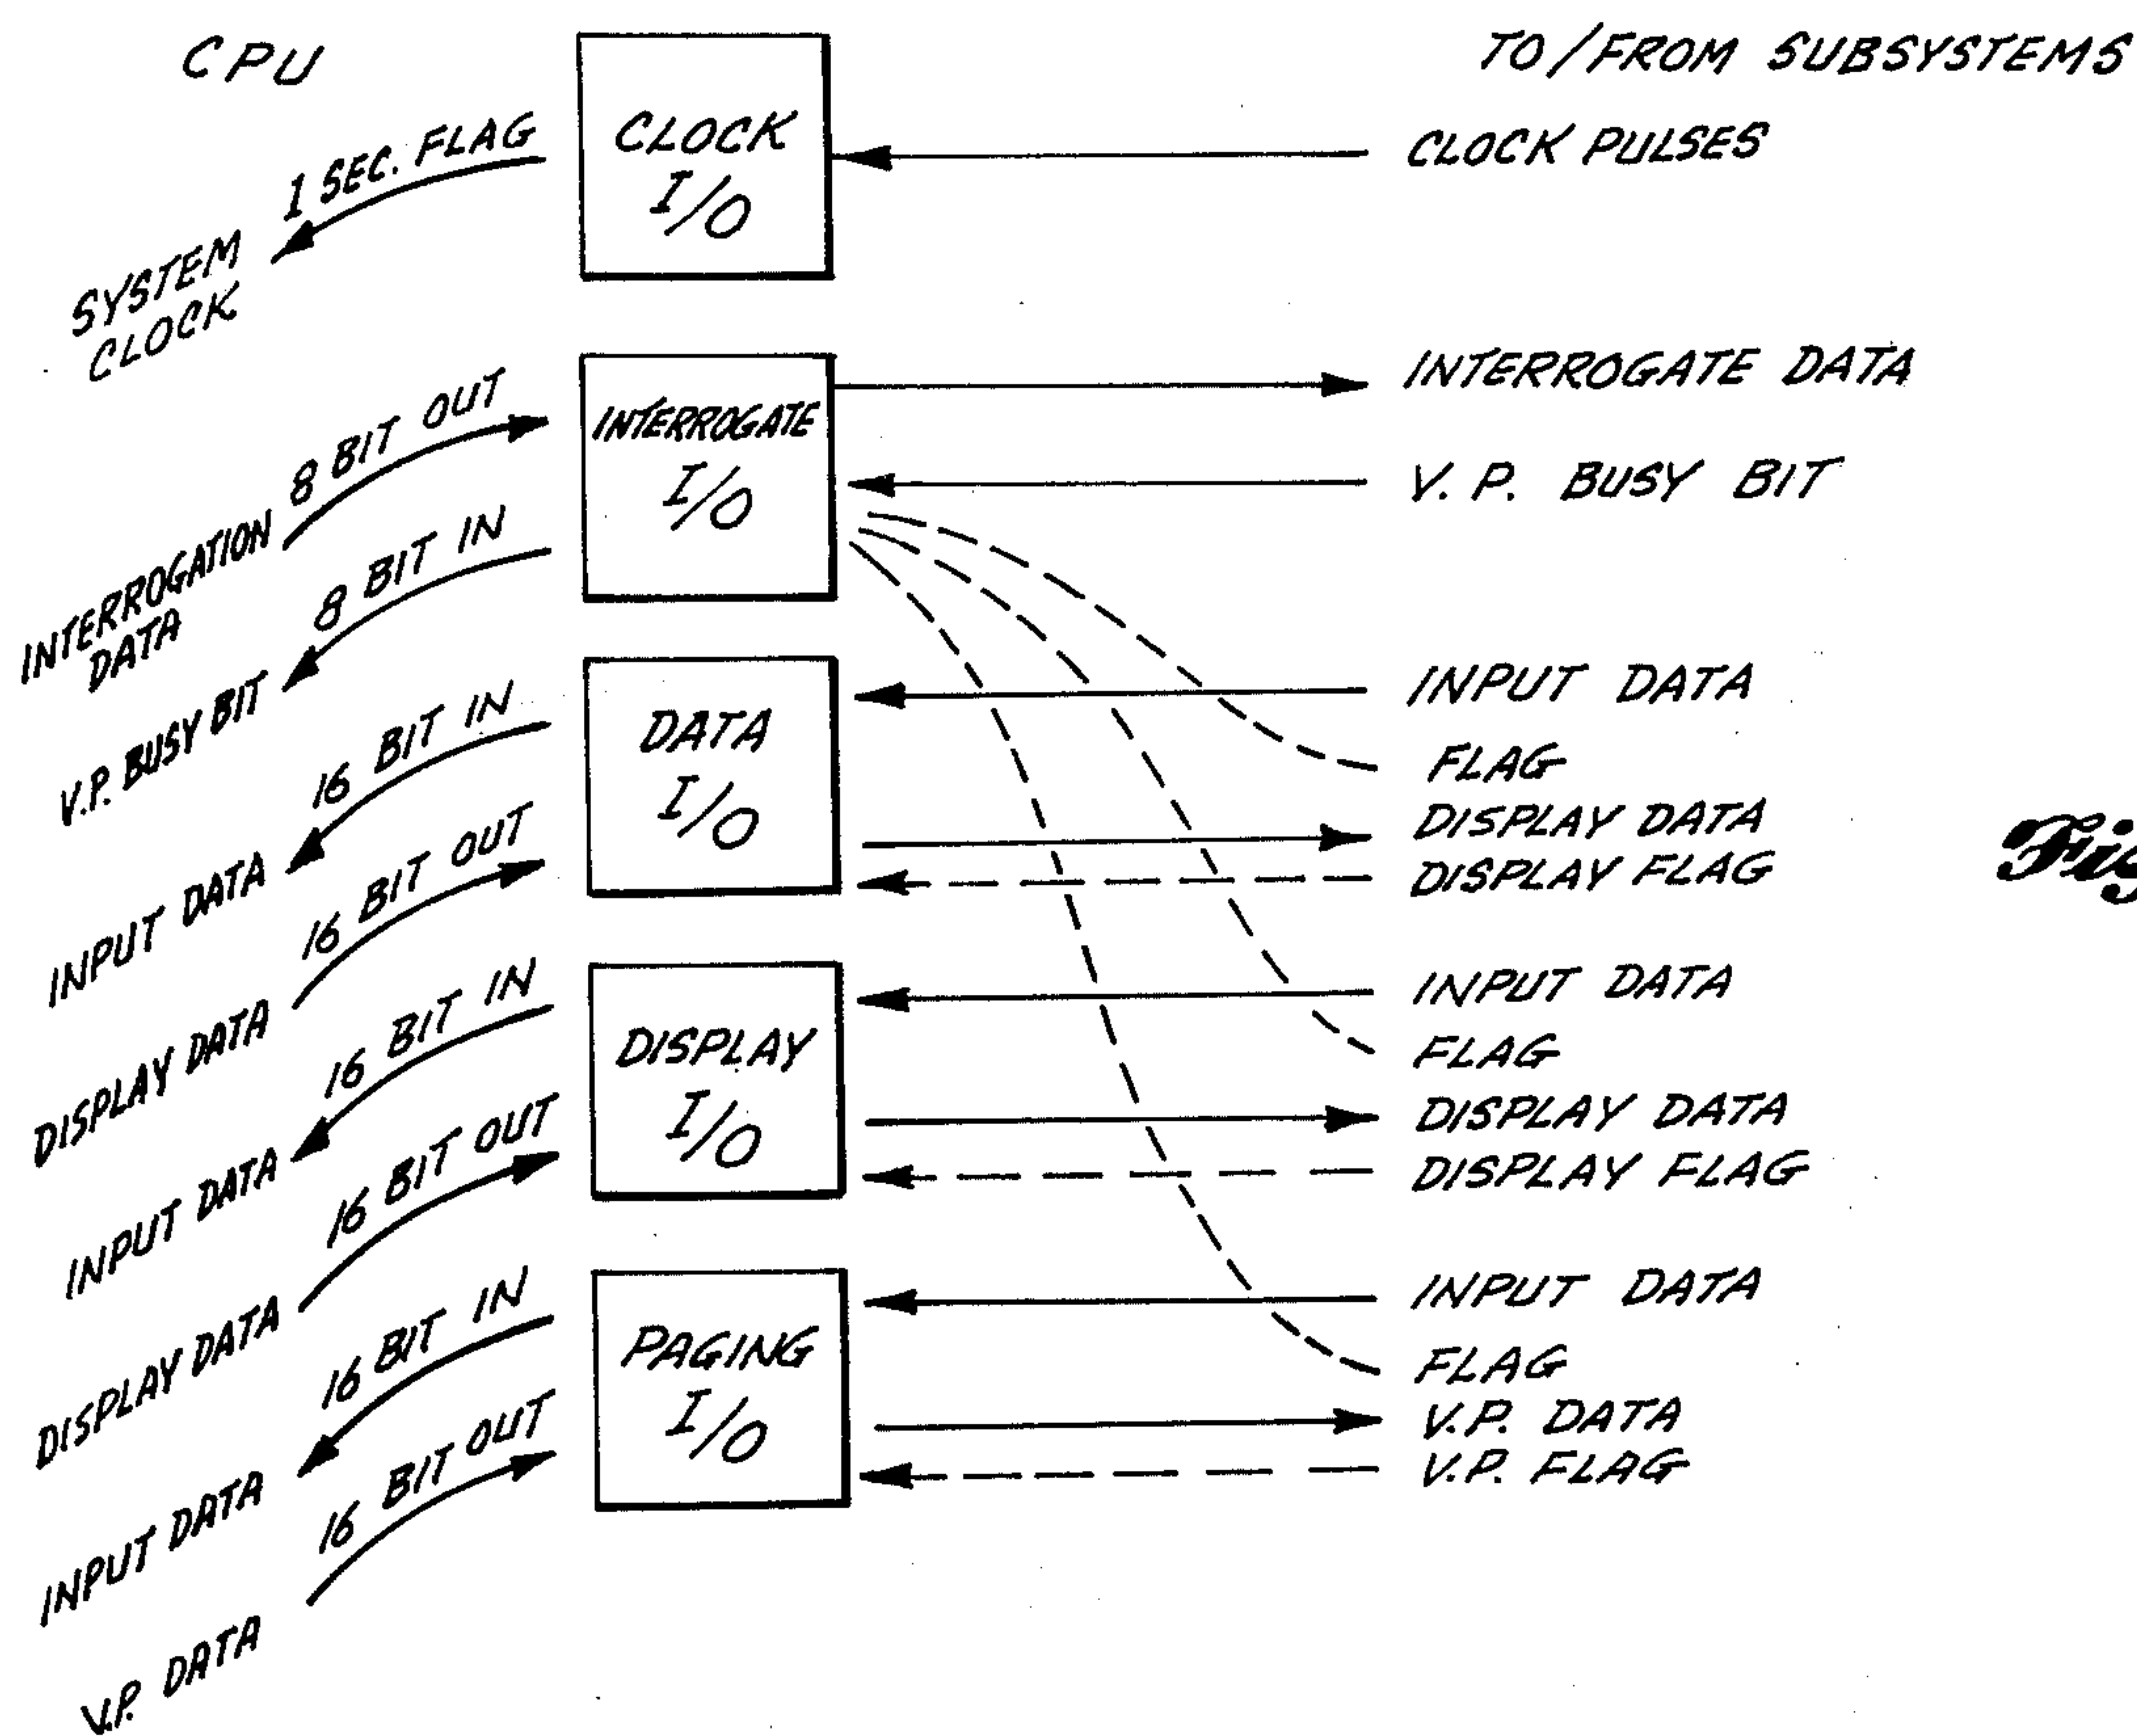 CPU
TO/FROM SUBSYSTEMS
1 SEC. FLAG
SYSTEM
CLOCK
CLOCK
I/O
CLOCK PULSES
8 BIT OUT
INTERROGATION
DATA
8 BIT IN
V.P. BUSY BIT
INTERROGATE
I/O
INTERROGATE DATA
V.P. BUSY BIT
16 BIT IN
INPUT DATA
16 BIT OUT
DISPLAY DATA
DATA
I/O
INPUT DATA
FLAG
DISPLAY DATA
DISPLAY FLAG
16 BIT IN
INPUT DATA
16 BIT OUT
DISPLAY DATA
DISPLAY
I/O
INPUT DATA
FLAG
DISPLAY DATA
DISPLAY FLAG
16 BIT IN
INPUT DATA
16 BIT OUT
V.P. DATA
PAGING
I/O
INPUT DATA
FLAG
V.P. DATA
V.P. FLAG